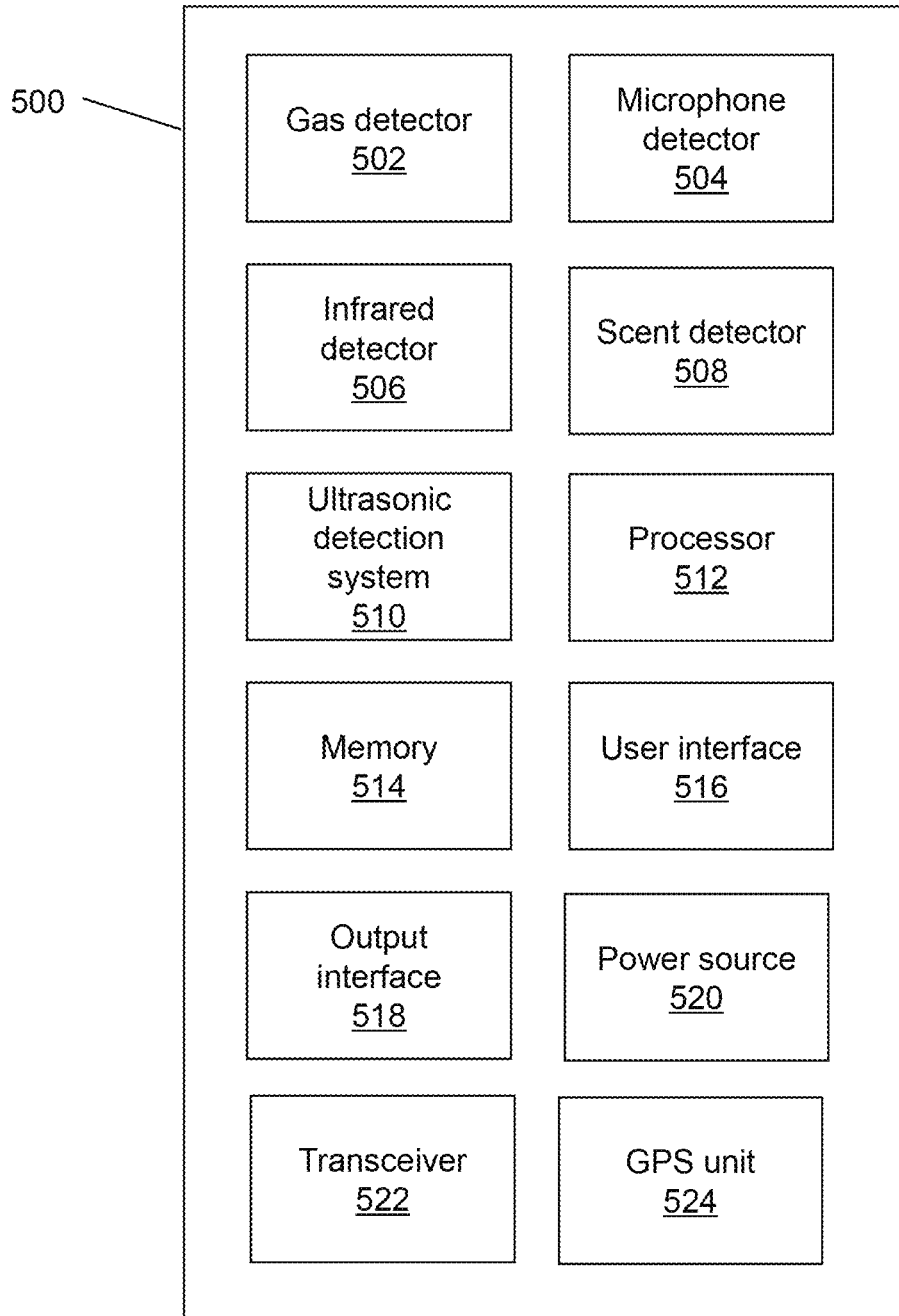 500
Gas detector
502
Microphone
detector
504
Infrared
detector
506
Scent detector
508
Ultrasonic
detection
system
510
Processor
512
Memory
514
User interface
516
Output
interface
518
Power source
520
Transceiver
522
GPS unit
524